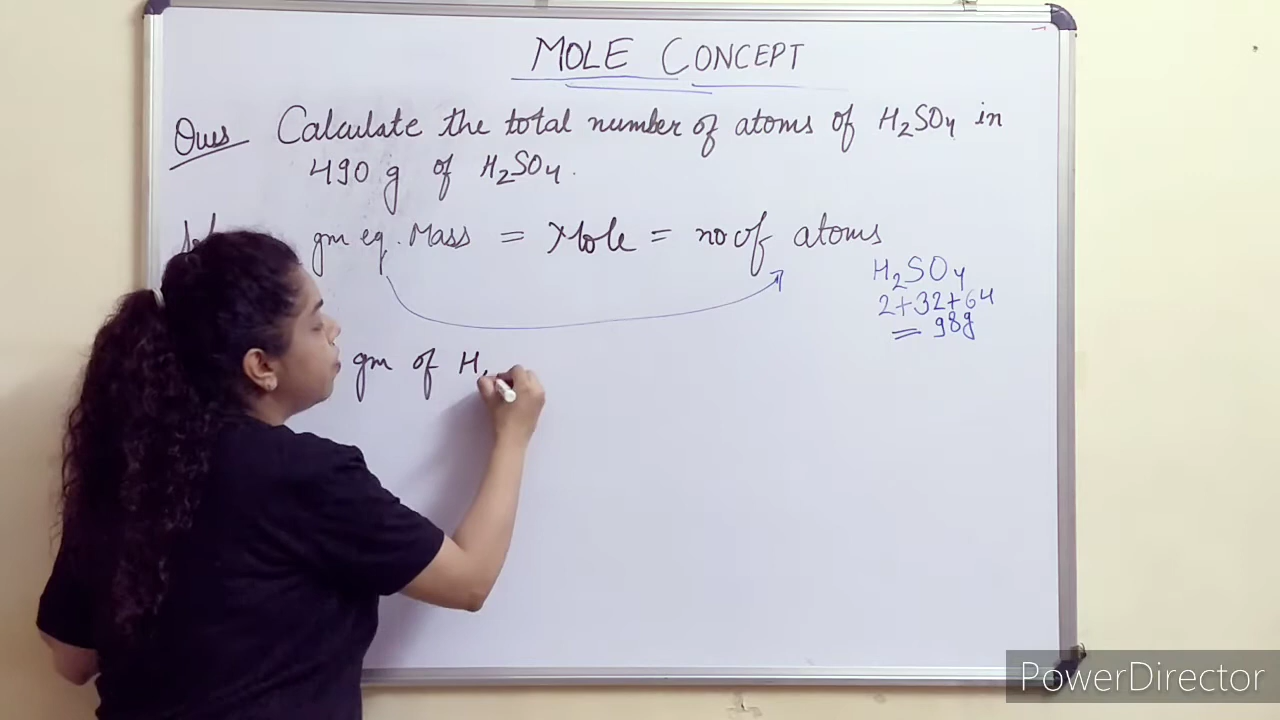 MOLE CONCEPT
Ques Calculate the total number of atoms of H₂SO₄ in
490 g of H₂SO₄.
gm eq. Mass = Mole = no of atoms
H₂SO₄
2+32+64
= 98g
gm of H
PowerDirector